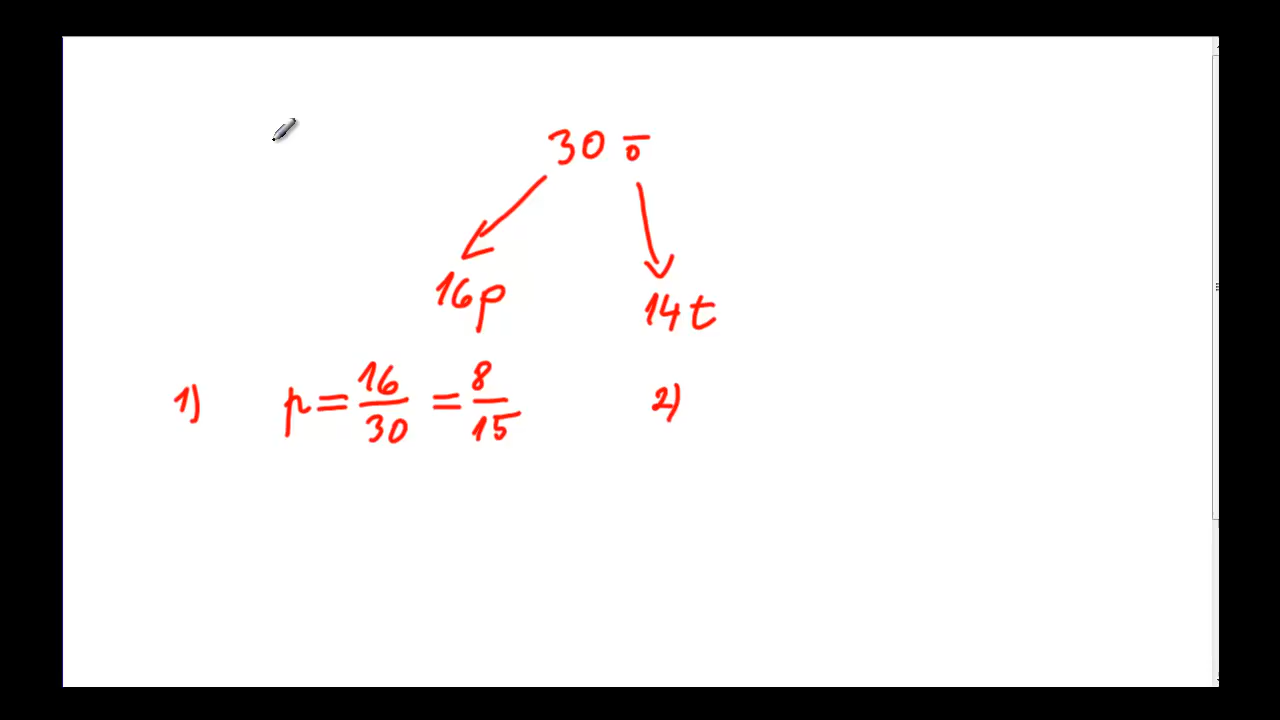 30 ō
16p 14t
1) p = 16/30 = 8/15 2)